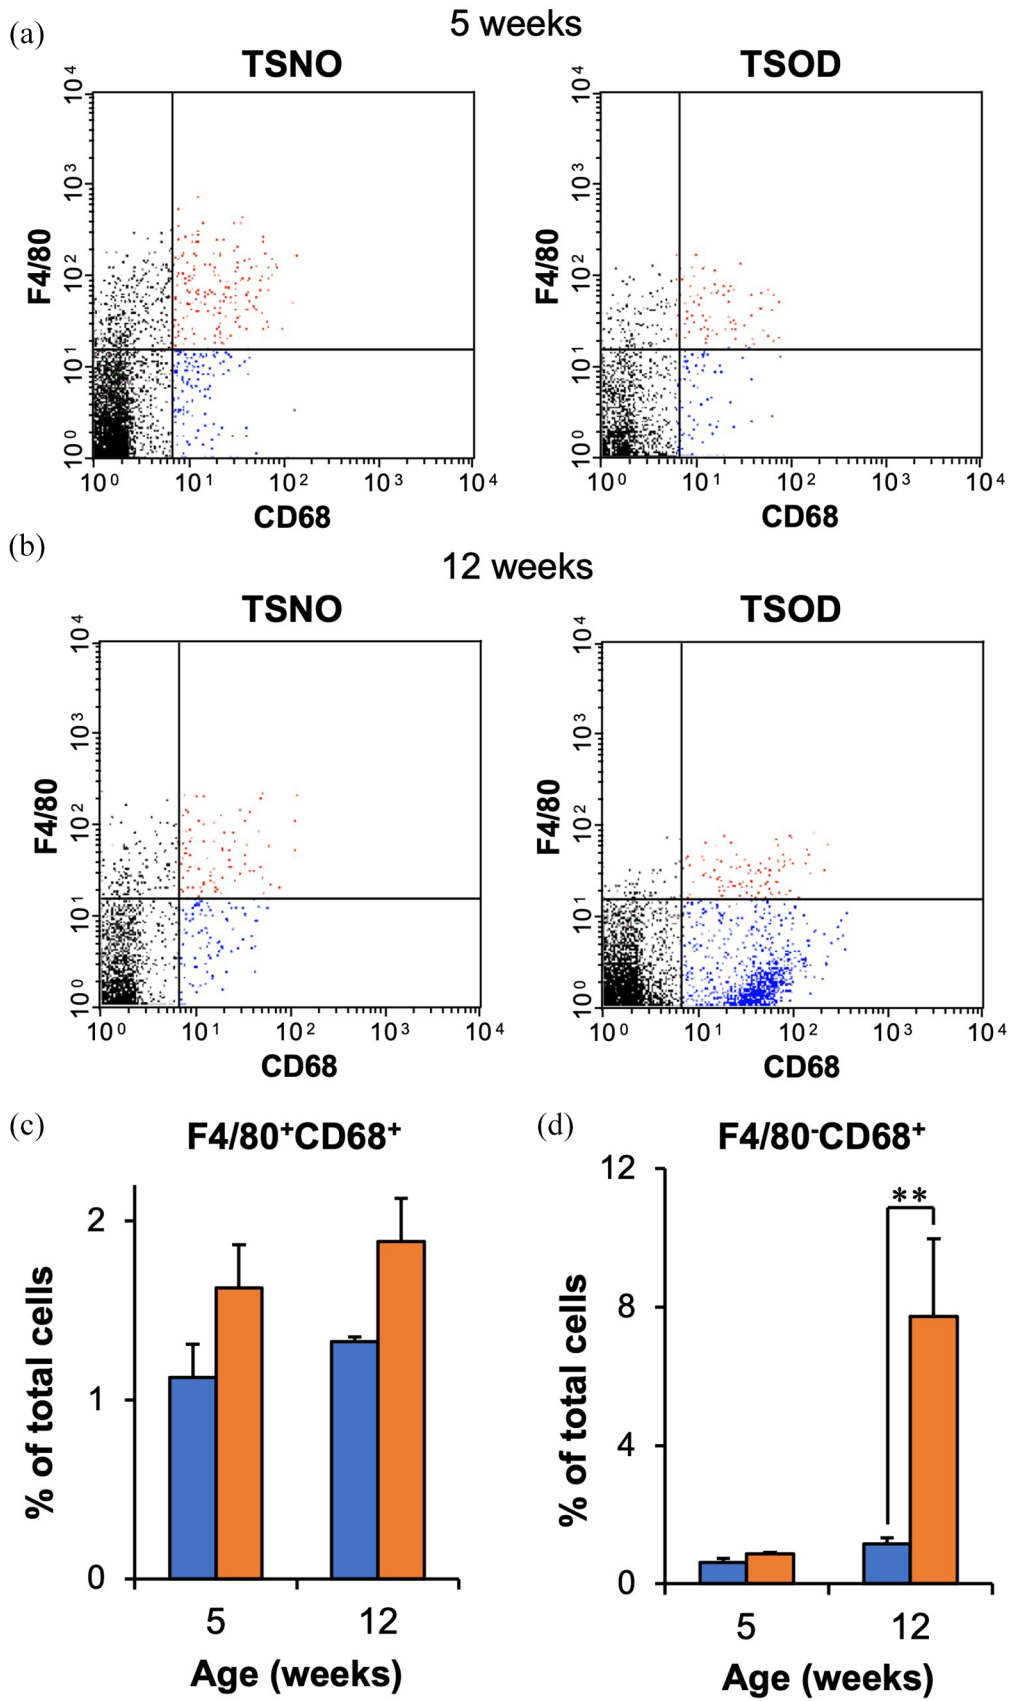 (a)
5 weeks
TSNO TSOD
10⁴ 10⁴
10³ 10³
F4/80 F4/80
10² 10²
10¹ 10¹
10⁰ 10⁰
10⁰ 10¹ 10² 10³ 10⁴ 10⁰ 10¹ 10² 10³ 10⁴
CD68 CD68
(b)
12 weeks
TSNO TSOD
10⁴ 10⁴
10³ 10³
F4/80 F4/80
10² 10²
10¹ 10¹
10⁰ 10⁰
10⁰ 10¹ 10² 10³ 10⁴ 10⁰ 10¹ 10² 10³ 10⁴
CD68 CD68
(c)
F4/80⁺CD68⁺
2
1
0
% of total cells
5 12
Age (weeks)
(d)
F4/80⁻CD68⁺
12
**
8
4
0
% of total cells
5 12
Age (weeks)